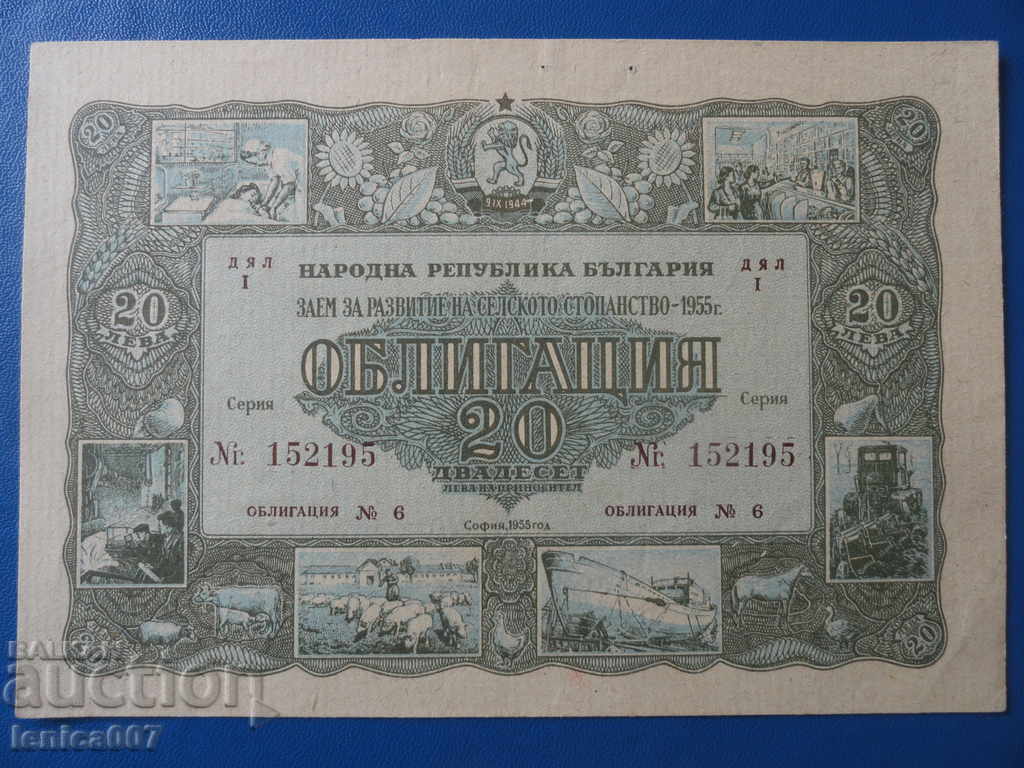 20 20
9 IX 1944
ДЯЛ I ДЯЛ I
НАРОДНА РЕПУБЛИКА БЪЛГАРИЯ
ЗАЕМ ЗА РАЗВИТИЕ НА СЕЛСКОТО СТОПАНСТВО-1955г.
20 ЛЕВА 20 ЛЕВА
ОБЛИГАЦИЯ
Серия Серия
20
№ 152195 № 152195
ДВАДЕСЕТ
ЛЕВА НА ПРИНОСИТЕЛ
ОБЛИГАЦИЯ № 6 ОБЛИГАЦИЯ № 6
София, 1955 год
20
auction
lenica007